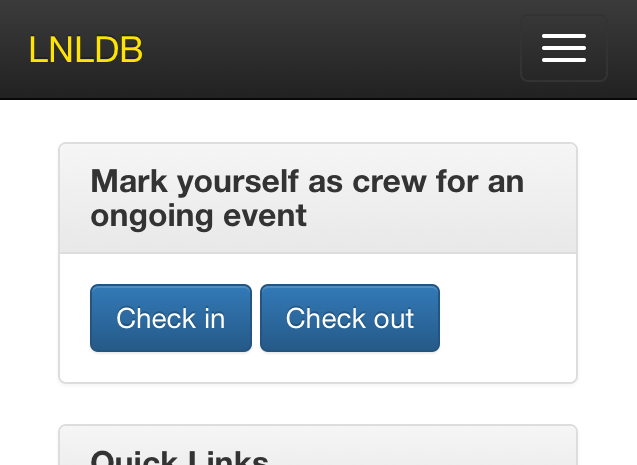 LNLDB
Mark yourself as crew for an
ongoing event
Check in
Check out
Quick Links